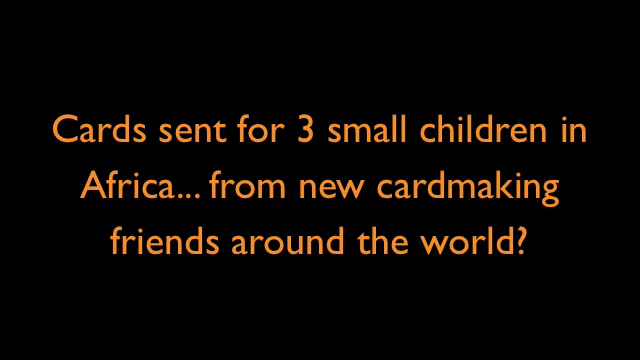 Cards sent for 3 small children in
Africa... from new cardmaking
friends around the world?